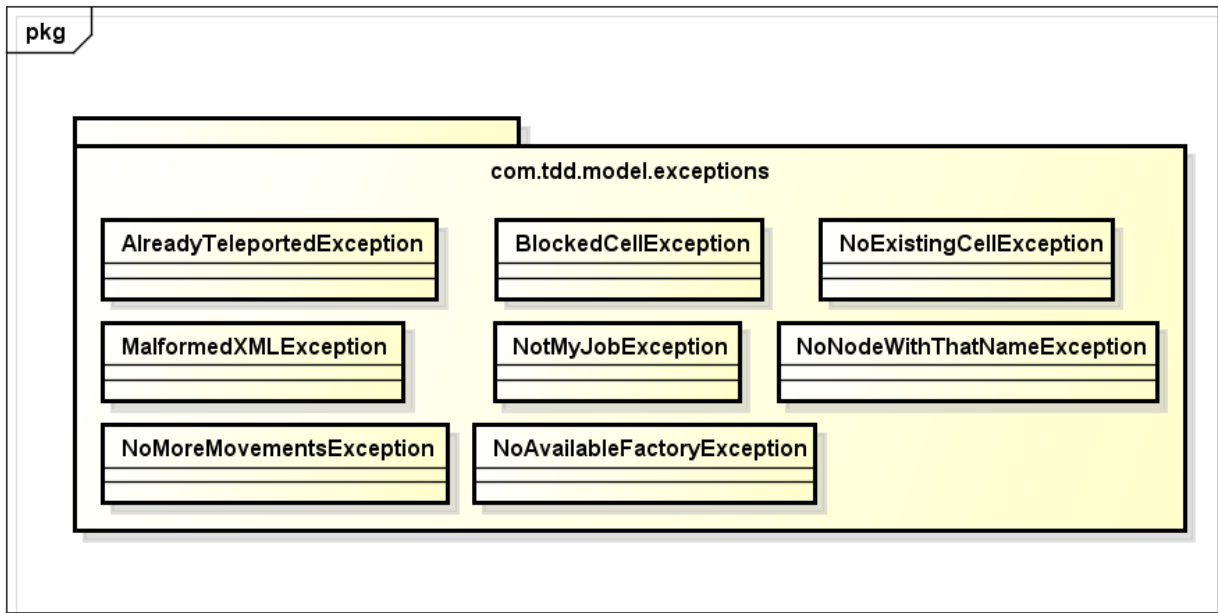 pkg
com.tdd.model.exceptions
AlreadyTeleportedException
BlockedCellException
NoExistingCellException
MalformedXMLException
NotMyJobException
NoNodeWithThatNameException
NoMoreMovementsException
NoAvailableFactoryException